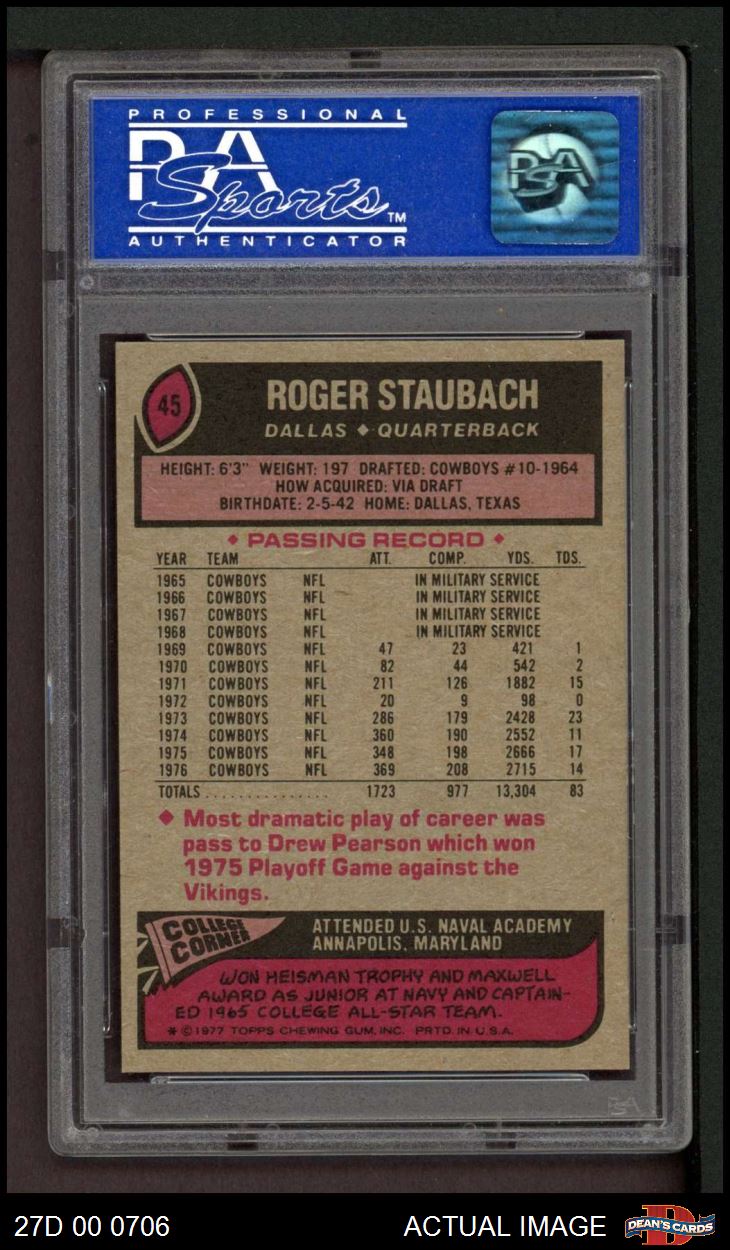 PROFESSIONAL
PSA
Sports TM
AUTHENTICATOR
PSA
45
ROGER STAUBACH
DALLAS ◆ QUARTERBACK
HEIGHT: 6'3" WEIGHT: 197 DRAFTED: COWBOYS #10-1964
HOW ACQUIRED: VIA DRAFT
BIRTHDATE: 2-5-42 HOME: DALLAS, TEXAS
◆ PASSING RECORD ◆
YEAR TEAM ATT. COMP. YDS. TDS.
1965 COWBOYS NFL IN MILITARY SERVICE
1966 COWBOYS NFL IN MILITARY SERVICE
1967 COWBOYS NFL IN MILITARY SERVICE
1968 COWBOYS NFL IN MILITARY SERVICE
1969 COWBOYS NFL 47 23 421 1
1970 COWBOYS NFL 82 44 542 2
1971 COWBOYS NFL 211 126 1882 15
1972 COWBOYS NFL 20 9 98 0
1973 COWBOYS NFL 286 179 2428 23
1974 COWBOYS NFL 360 190 2552 11
1975 COWBOYS NFL 348 198 2666 17
1976 COWBOYS NFL 369 208 2715 14
TOTALS . . . . . . . . . . . . . . . 1723 977 13,304 83
◆ Most dramatic play of career was
pass to Drew Pearson which won
1975 Playoff Game against the
Vikings.
COLLEGE
CORNER
ATTENDED U.S. NAVAL ACADEMY
ANNAPOLIS, MARYLAND
WON HEISMAN TROPHY AND MAXWELL
AWARD AS JUNIOR AT NAVY AND CAPTAIN-
ED 1965 COLLEGE ALL-STAR TEAM.
* © 1977 TOPPS CHEWING GUM, INC. PRTD. IN U.S.A.
PSA
27D 00 0706
ACTUAL IMAGE
D
DEAN'S CARDS